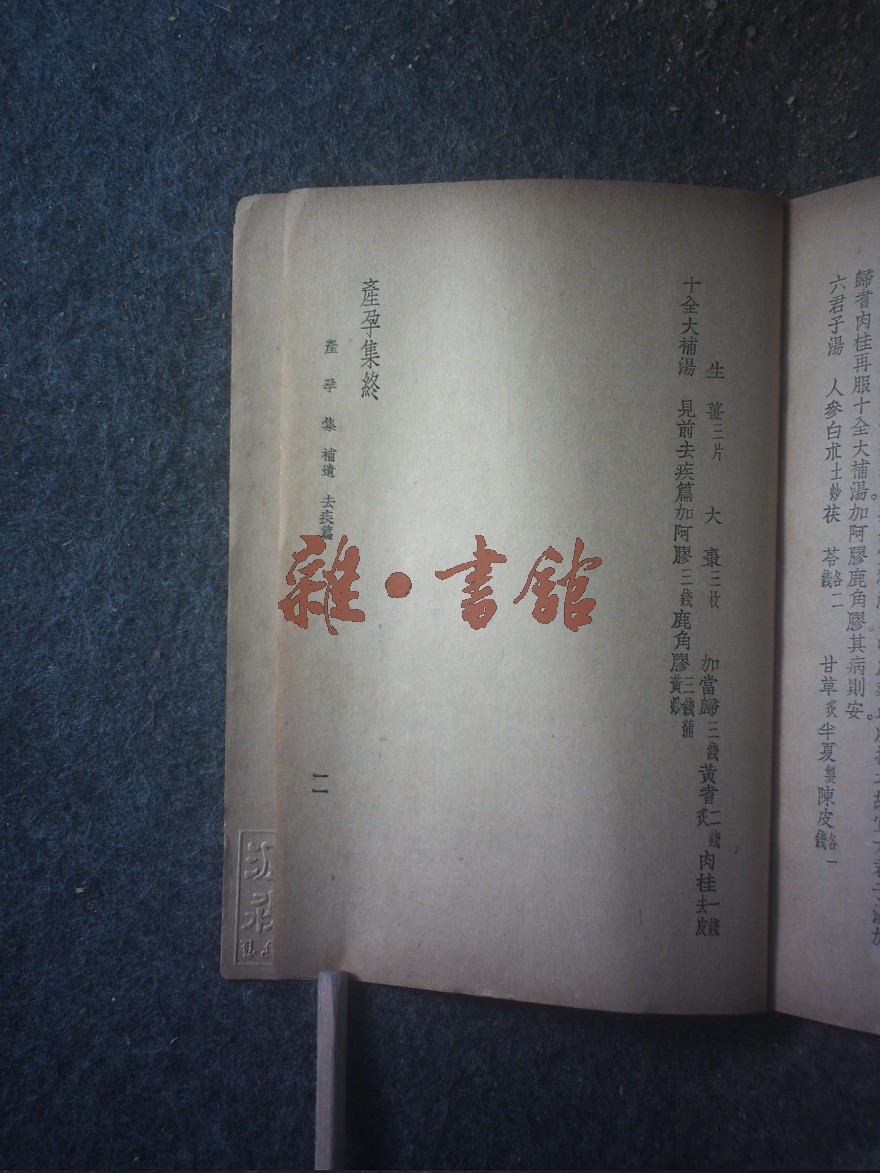 歸耆肉桂再服十全大補湯加阿膠鹿角膠其病則安。
六君子湯 人參白朮土炒茯苓各二錢 甘草炙半夏製陳皮各一錢
生薑三片 大棗三枚 加當歸三錢黃耆二錢炙肉桂一錢去皮
十全大補湯 見前去疾篇加阿膠三錢鹿角膠三錢蒲黃炒
產孕集終
產孕集 補遺 去疾篇
一一
雜·書館